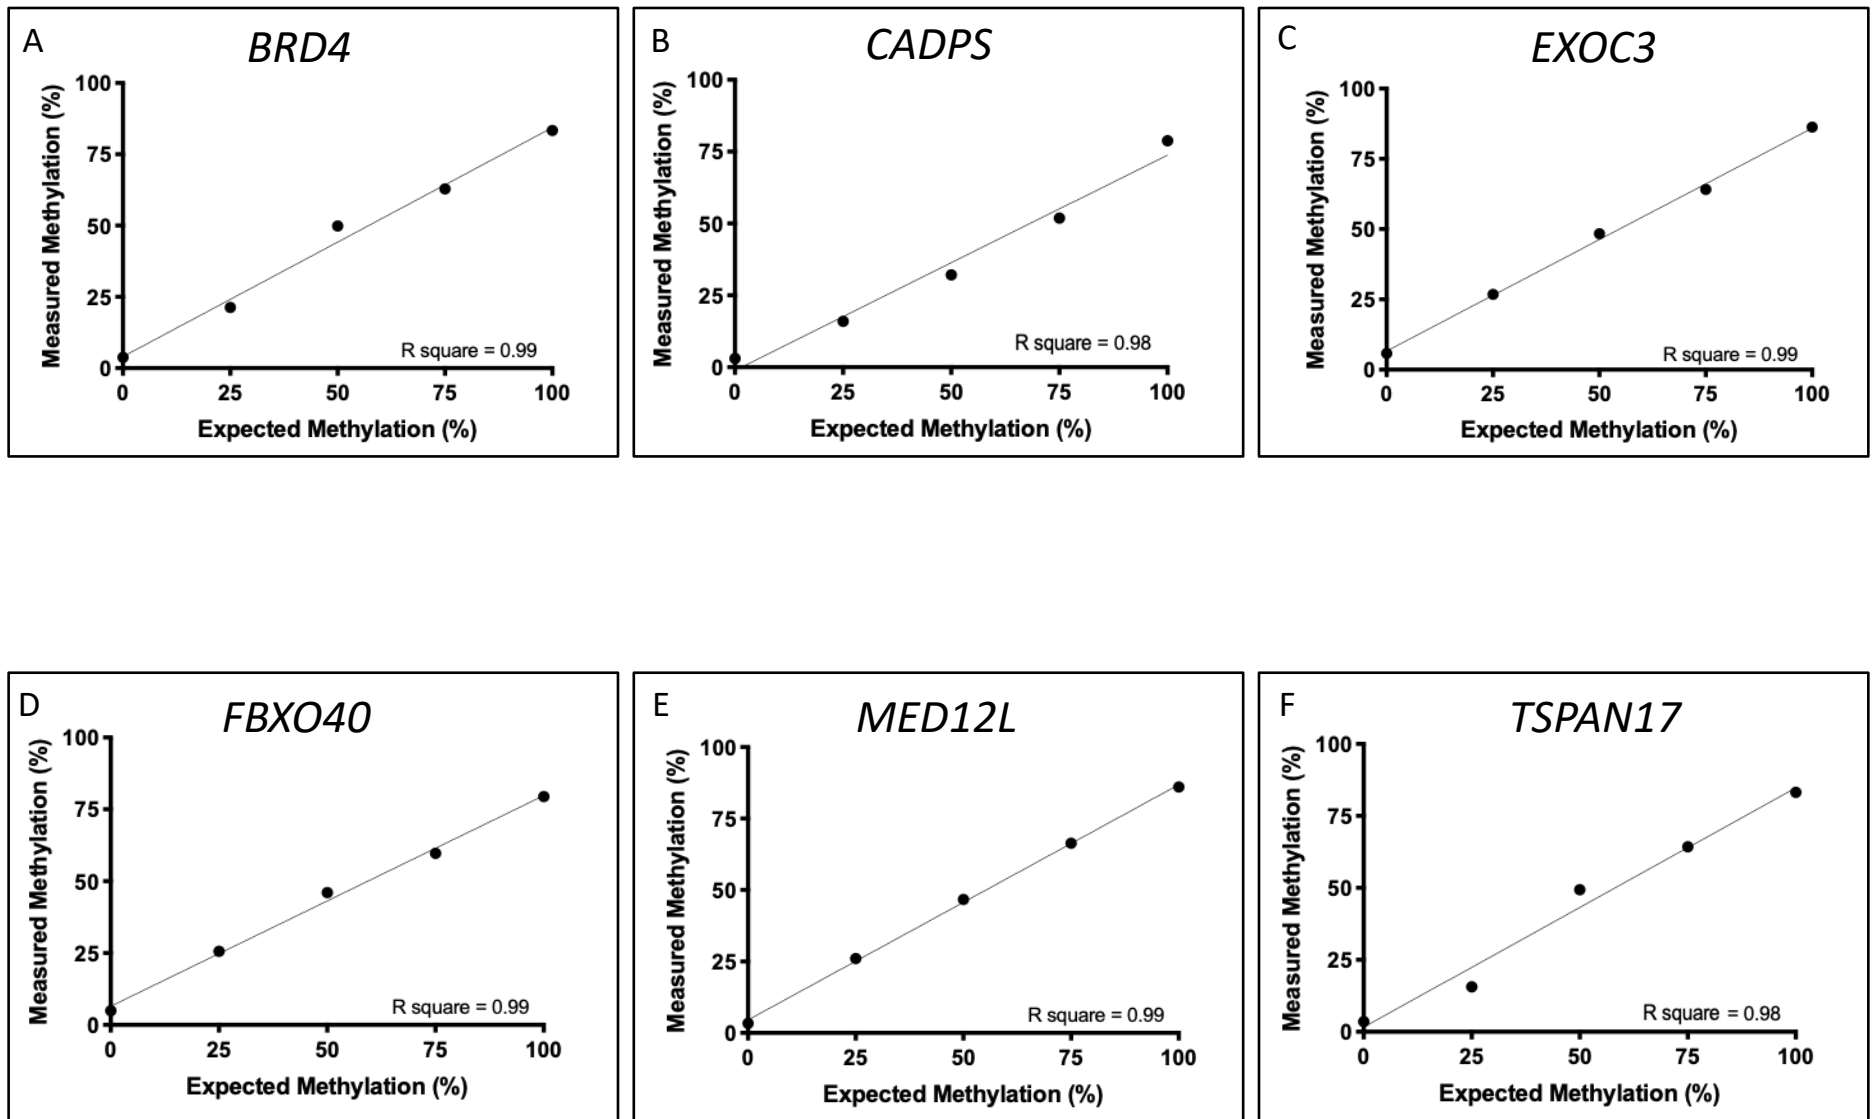 A
BRD4
Measured Methylation (%)
100
75
50
25
0
R square = 0.99
0 25 50 75 100
Expected Methylation (%)
B
CADPS
Measured Methylation (%)
100
75
50
25
0
R square = 0.98
0 25 50 75 100
Expected Methylation (%)
C
EXOC3
Measured Methylation (%)
100
75
50
25
0
R square = 0.99
0 25 50 75 100
Expected Methylation (%)
D
FBXO40
Measured Methylation (%)
100
75
50
25
0
R square = 0.99
0 25 50 75 100
Expected Methylation (%)
E
MED12L
Measured Methylation (%)
100
75
50
25
0
R square = 0.99
0 25 50 75 100
Expected Methylation (%)
F
TSPAN17
Measured Methylation (%)
100
75
50
25
0
R square = 0.98
0 25 50 75 100
Expected Methylation (%)